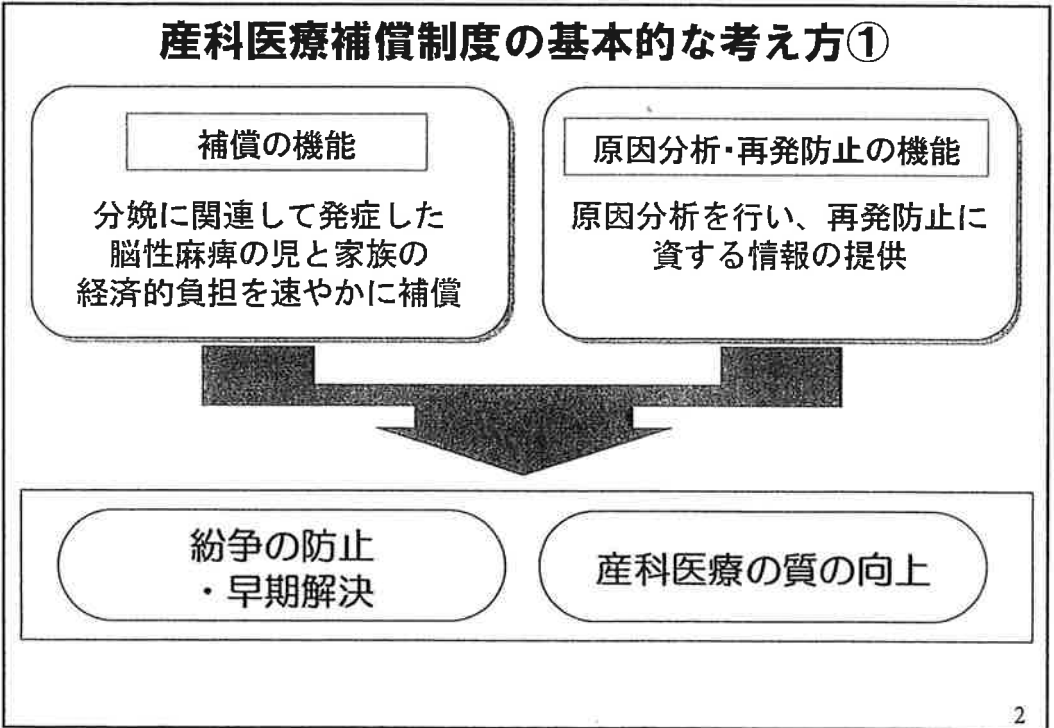 産科医療補償制度の基本的な考え方①
補償の機能
分娩に関連して発症した
脳性麻痺の児と家族の
経済的負担を速やかに補償
原因分析・再発防止の機能
原因分析を行い、再発防止に
資する情報の提供
紛争の防止
・早期解決
産科医療の質の向上
2